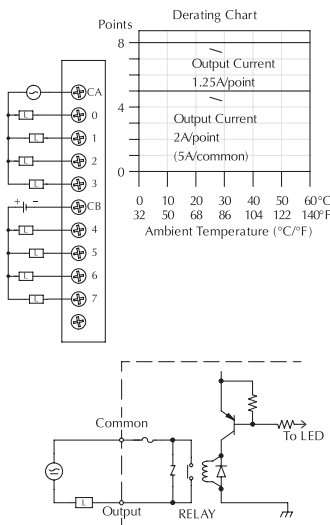 Derating Chart
Points
8
Output Current
1.25A/point
4
Output Current
2A/point
(5A/common)
0
0 10 20 30 40 50 60°C
32 50 68 86 104 122 140°F
Ambient Temperature (°C/°F)
CA
L 0
L 1
L 2
L 3
+ − CB
L 4
L 5
L 6
L 7
Common
To LED
L
Output
RELAY